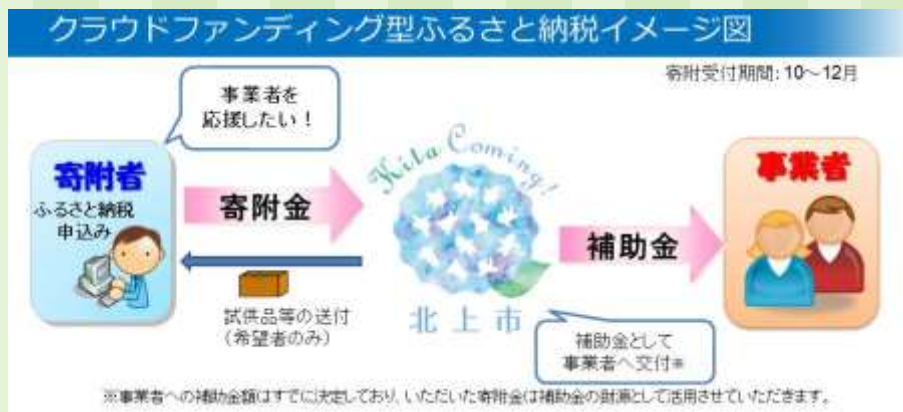 クラウドファンディング型ふるさと納税イメージ図
寄附受付期間:10~12月
事業者を
応援したい!
寄附者
ふるさと納税
申込み
寄附金
Kita Coming!
北上市
補助金
事業者
試供品等の送付
(希望者のみ)
補助金として
事業者へ交付※
※事業者への補助金額はすでに決定しており、いただいた寄附金は補助金の財源として活用させていただきます。